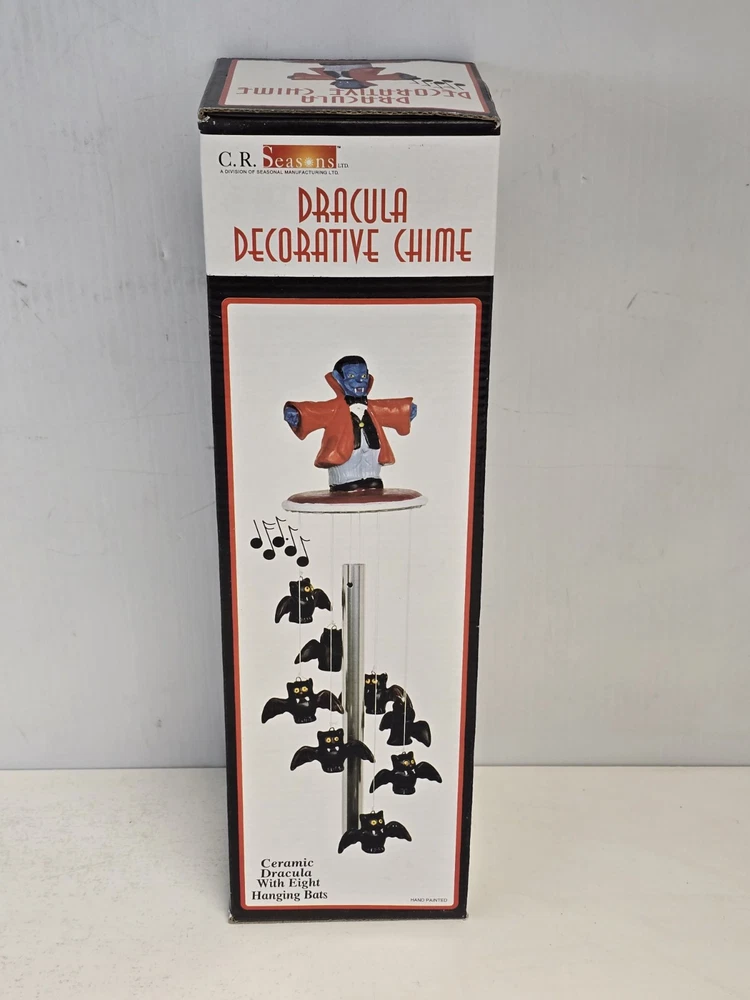 DRACULA
DECORATIVE CHIME
C.R. Seasons LTD.
A DIVISION OF SEASONAL MANUFACTURING LTD.
DRACULA
DECORATIVE CHIME
Ceramic
Dracula
With Eight
Hanging Bats
HAND PAINTED